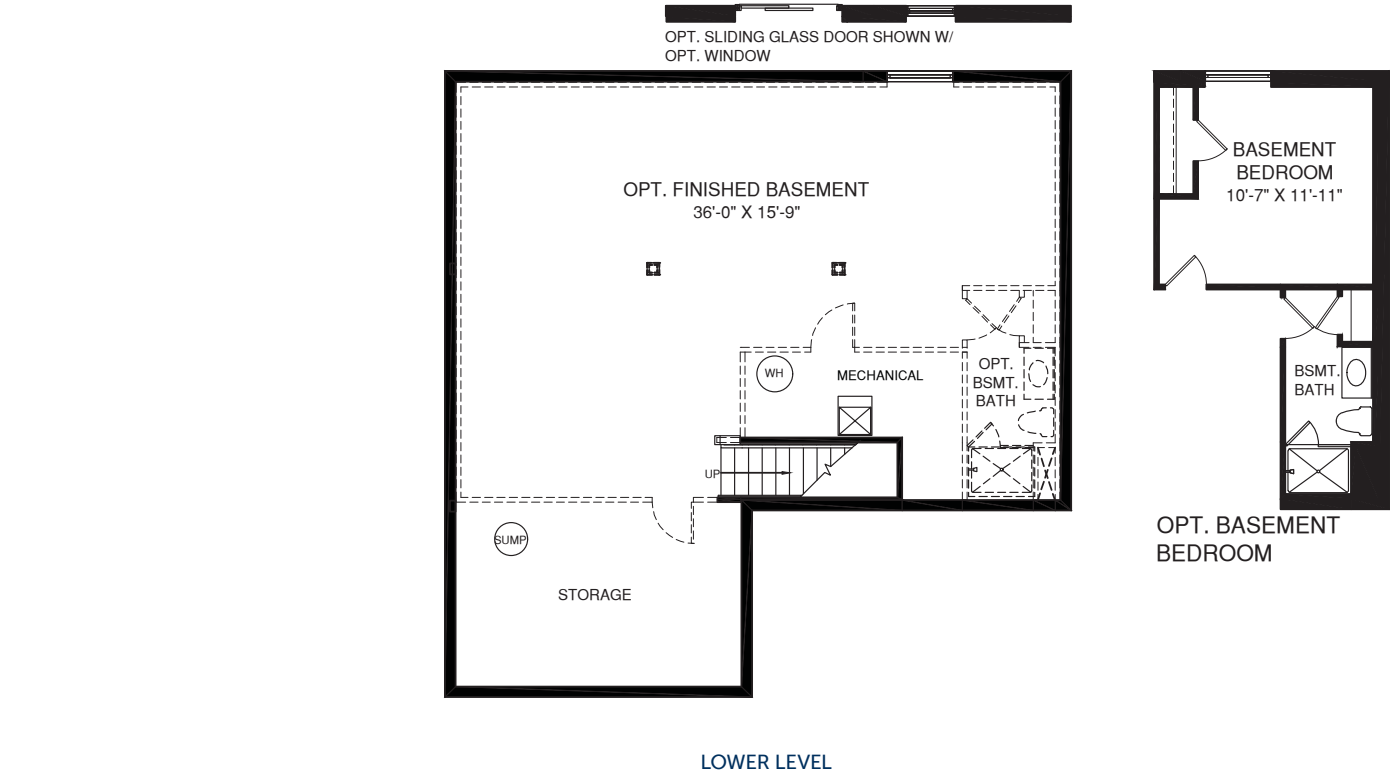 OPT. SLIDING GLASS DOOR SHOWN W/
OPT. WINDOW
OPT. FINISHED BASEMENT
36'-0" X 15'-9"
WH
MECHANICAL
OPT.
BSMT.
BATH
UP
SUMP
STORAGE
BASEMENT
BEDROOM
10'-7" X 11'-11"
BSMT.
BATH
OPT. BASEMENT
BEDROOM
LOWER LEVEL